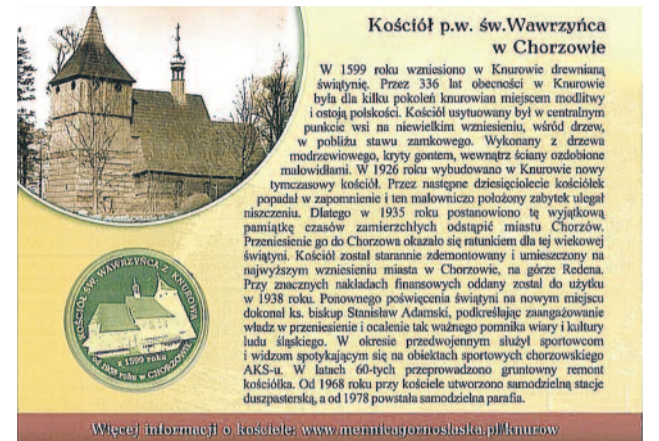 Kościół p.w. św.Wawrzyńca
w Chorzowie
W 1599 roku wzniesiono w Knurowie drewnianą
świątynię. Przez 336 lat obecności w Knurowie
była dla kilku pokoleń knurowian miejscem modlitwy
i ostoją polskości. Kościół usytuowany był w centralnym
punkcie wsi na niewielkim wzniesieniu, wśród drzew,
w pobliżu stawu zamkowego. Wykonany z drzewa
modrzewiowego, kryty gontem, wewnątrz ściany ozdobione
malowidłami. W 1926 roku wybudowano w Knurowie nowy
tymczasowy kościół. Przez następne dziesięciolecie kościółek
popadał w zapomnienie i ten malowniczo położony zabytek ulegał
niszczeniu. Dlatego w 1935 roku postanowiono tę wyjątkową
pamiątkę czasów zamierzchłych odstąpić miastu Chorzów.
Przeniesienie go do Chorzowa okazało się ratunkiem dla tej wiekowej
świątyni. Kościół został starannie zdemontowany i umieszczony na
najwyższym wzniesieniu miasta w Chorzowie, na górze Redena.
Przy znacznych nakładach finansowych oddany został do użytku
w 1938 roku. Ponownego poświęcenia świątyni na nowym miejscu
dokonał ks. biskup Stanisław Adamski, podkreślając zaangażowanie
władz w przeniesienie i ocalenie tak ważnego pomnika wiary i kultury
ludu śląskiego. W okresie przedwojennym służył sportowcom
i widzom spotykającym się na obiektach sportowych chorzowskiego
AKS-u. W latach 60-tych przeprowadzono gruntowny remont
kościółka. Od 1968 roku przy kościele utworzono samodzielną stacje
duszpasterską, a od 1978 powstała samodzielna parafia.
KOŚCIÓŁ ŚW. WAWRZYŃCA Z KNUROWA
z 1599 roku
od 1938 roku w CHORZOWIE
Więcej informacji o kościele: www.mennicagornoslaska.pl/knurow